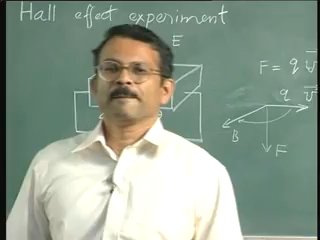 Hall effect experiment
E
F = q v
q v
B
F